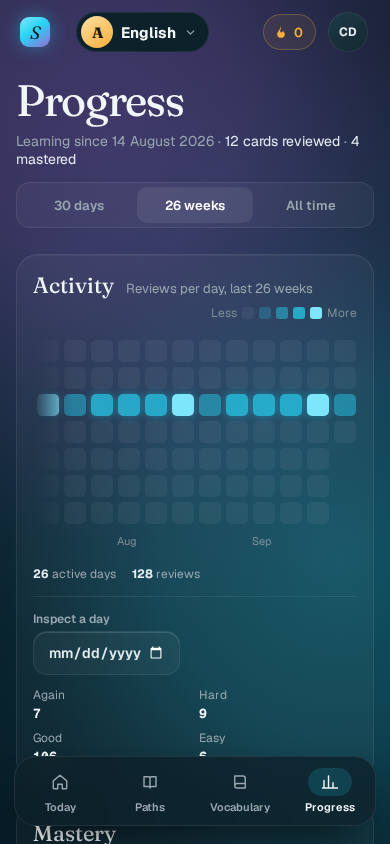 S
A English
0
CD
Progress
Learning since 14 August 2026 · 12 cards reviewed · 4
mastered
30 days 26 weeks All time
Activity Reviews per day, last 26 weeks
Less More
Aug Sep
26 active days 128 reviews
Inspect a day
mm/dd/yyyy
Again Hard
7 9
Good Easy
Today Paths Vocabulary Progress
Mastery